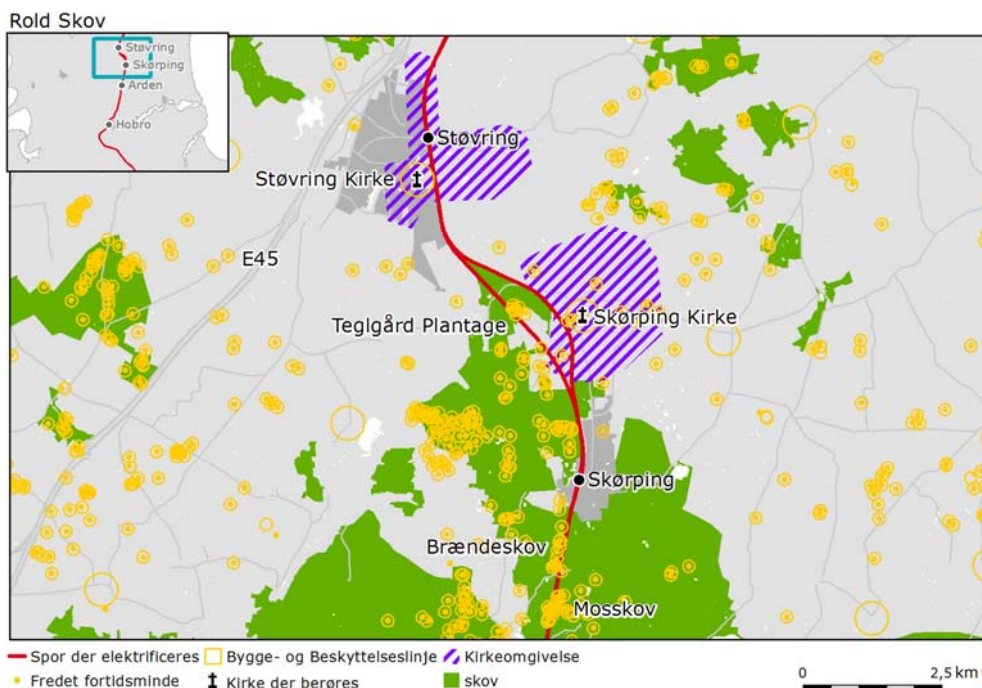 Rold Skov
Støvring
Skørping
Arden
Hobro
Støvring
Støvring Kirke
E45
Skørping Kirke
Teglgård Plantage
Skørping
Brændeskov
Mosskov
Spor der elektrificeres
Bygge- og Beskyttelseslinje
Kirkeomgivelse
Fredet fortidsminde
Kirke der berøres
skov
0 2,5 km